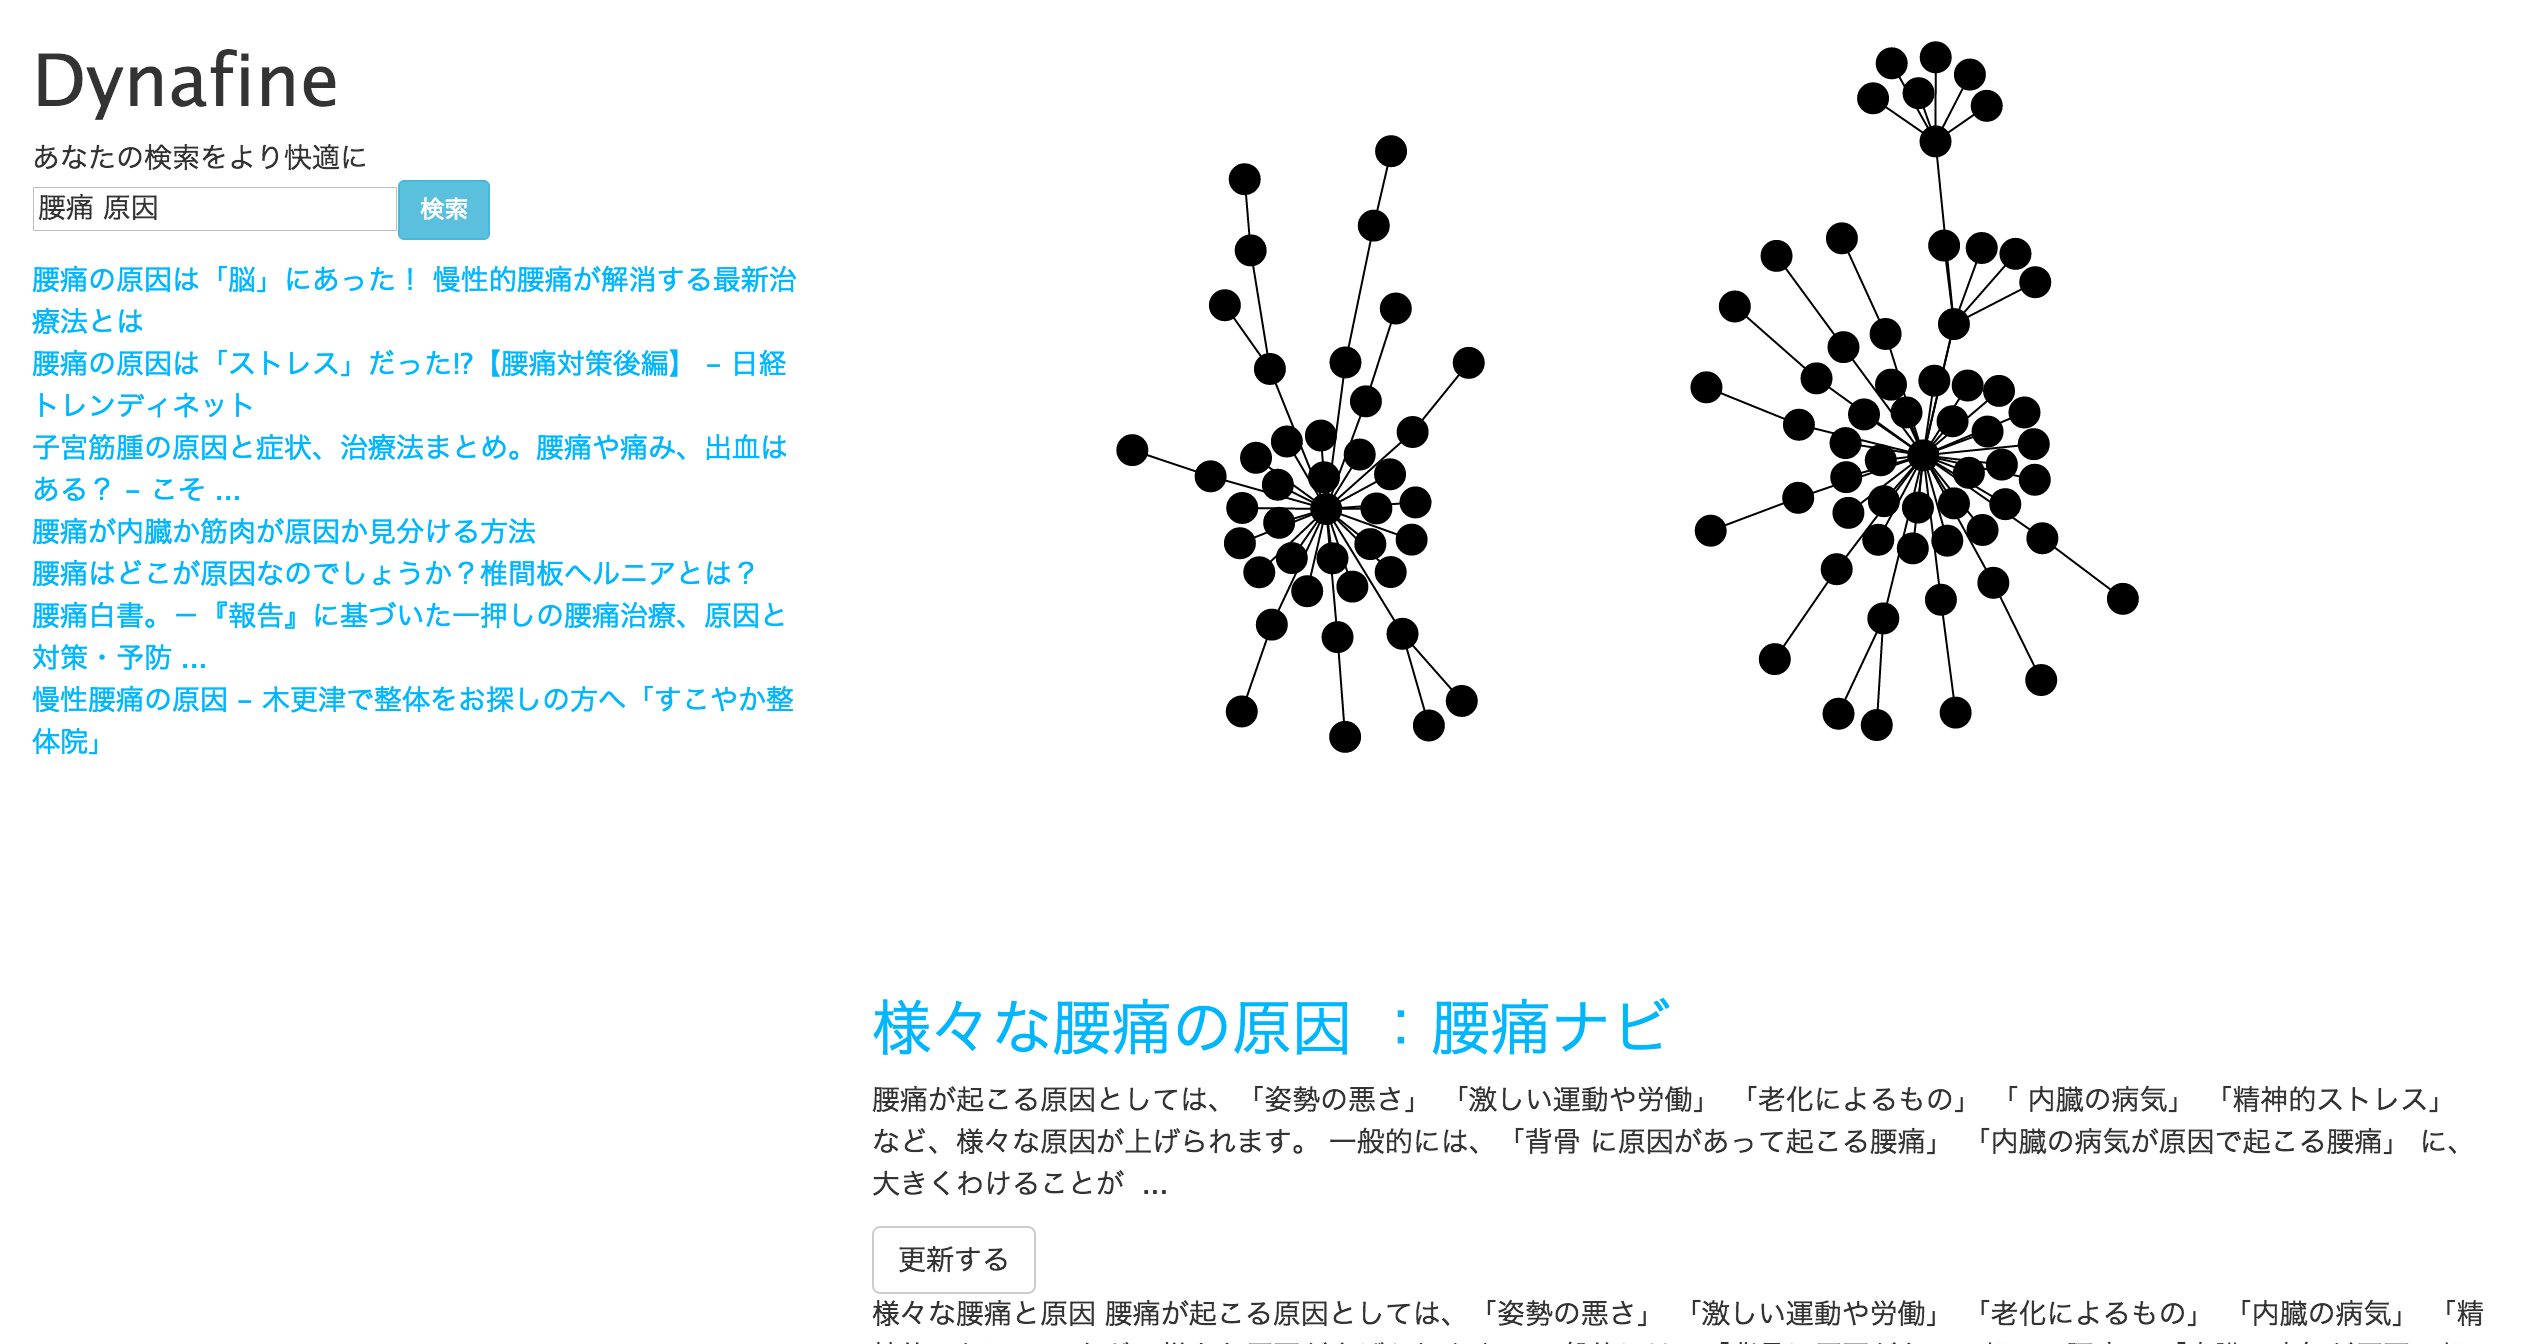 Dynafine
あなたの検索をより快適に
腰痛 原因
検索
腰痛の原因は「脳」にあった！ 慢性的腰痛が解消する最新治
療法とは
腰痛の原因は「ストレス」だった!?【腰痛対策後編】 – 日経
トレンディネット
子宮筋腫の原因と症状、治療法まとめ。腰痛や痛み、出血は
ある？ – こそ ...
腰痛が内臓か筋肉が原因か見分ける方法
腰痛はどこが原因なのでしょうか？椎間板ヘルニアとは？
腰痛白書。－『報告』に基づいた一押しの腰痛治療、原因と
対策・予防 ...
慢性腰痛の原因 – 木更津で整体をお探しの方へ「すこやか整
体院」
様々な腰痛の原因 ：腰痛ナビ
腰痛が起こる原因としては、「姿勢の悪さ」 「激しい運動や労働」 「老化によるもの」 「 内臓の病気」 「精神的ストレス」
など、様々な原因が上げられます。 一般的には、「背骨 に原因があって起こる腰痛」 「内臓の病気が原因で起こる腰痛」 に、
大きくわけることが ...
更新する
様々な腰痛と原因 腰痛が起こる原因としては、「姿勢の悪さ」 「激しい運動や労働」 「老化によるもの」 「内臓の病気」 「精